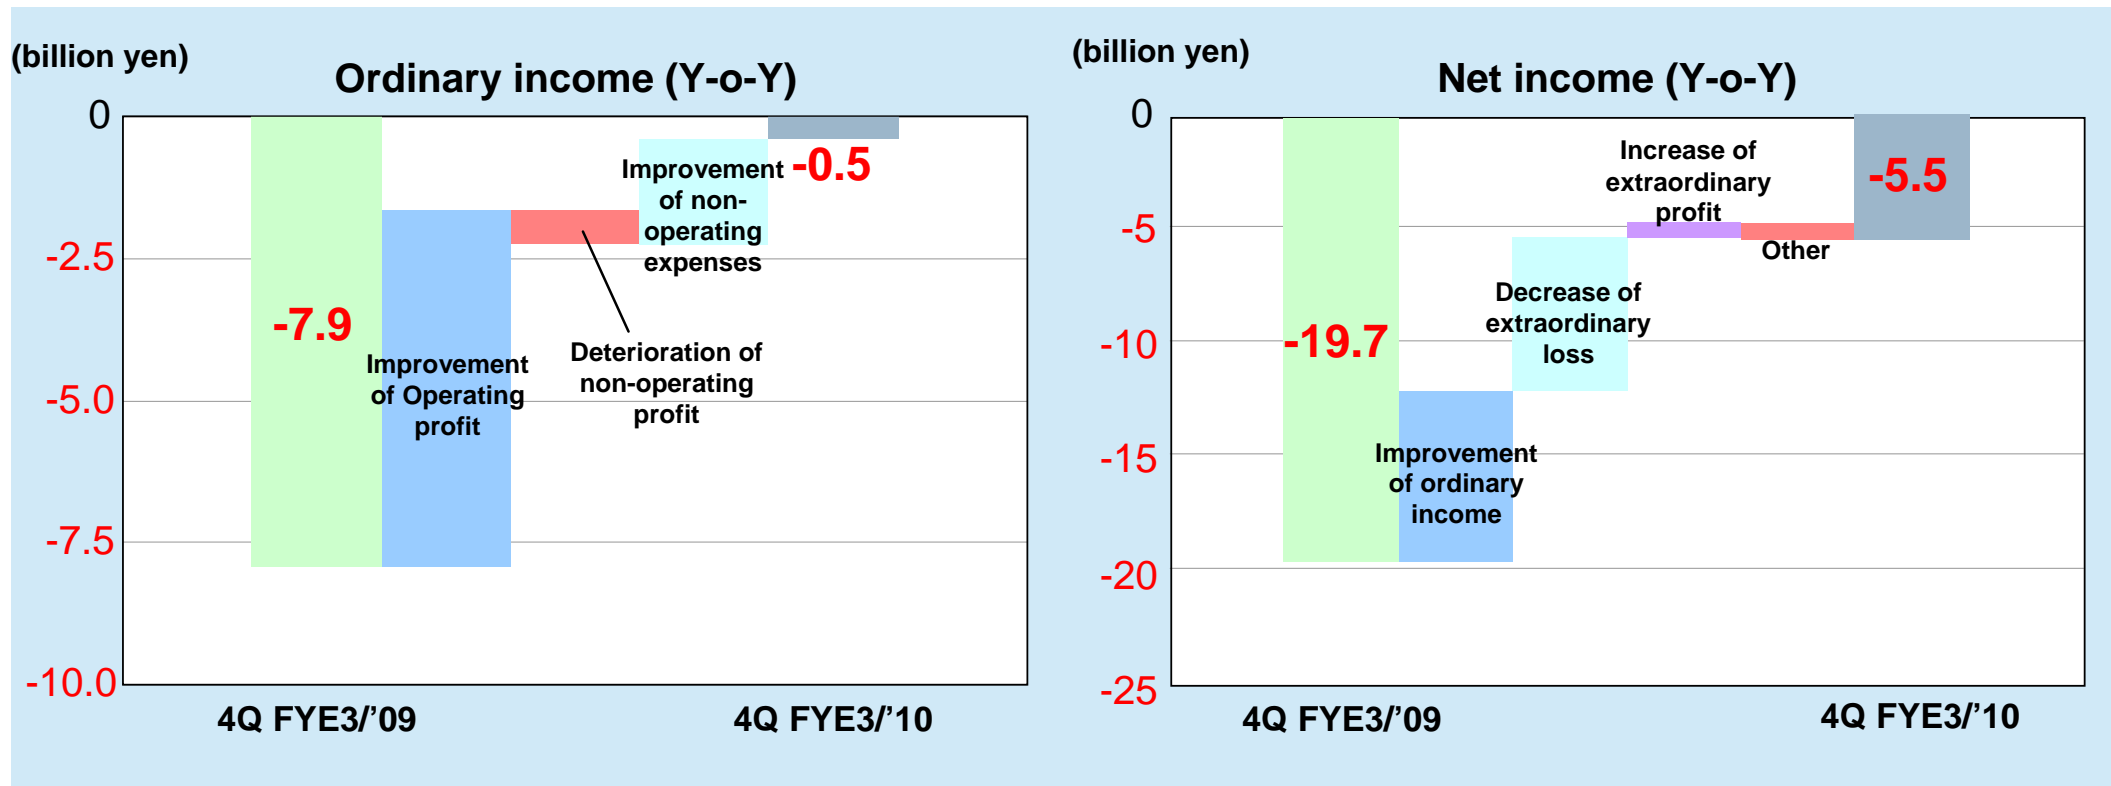 (billion yen)
Ordinary income (Y-o-Y)
0
-2.5
-5.0
-7.5
-10.0
-7.9
Improvement
of Operating
profit
Deterioration of
non-operating
profit
Improvement
of non-
operating
expenses
-0.5
4Q FYE3/’09
4Q FYE3/’10
(billion yen)
Net income (Y-o-Y)
0
-5
-10
-15
-20
-25
-19.7
Improvement
of ordinary
income
Decrease of
extraordinary
loss
Increase of
extraordinary
profit
Other
-5.5
4Q FYE3/’09
4Q FYE3/’10